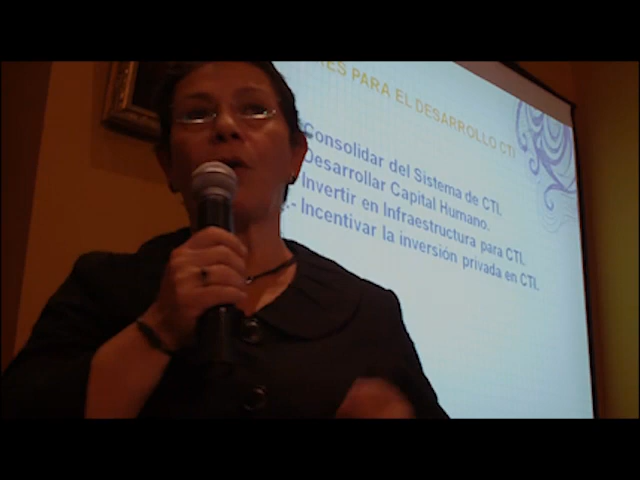 PARA EL DESARROLLO CTI
Consolidar del Sistema de CTI.
Desarrollar Capital Humano.
Invertir en Infraestructura para CTI.
.- Incentivar la inversión privada en CTI.